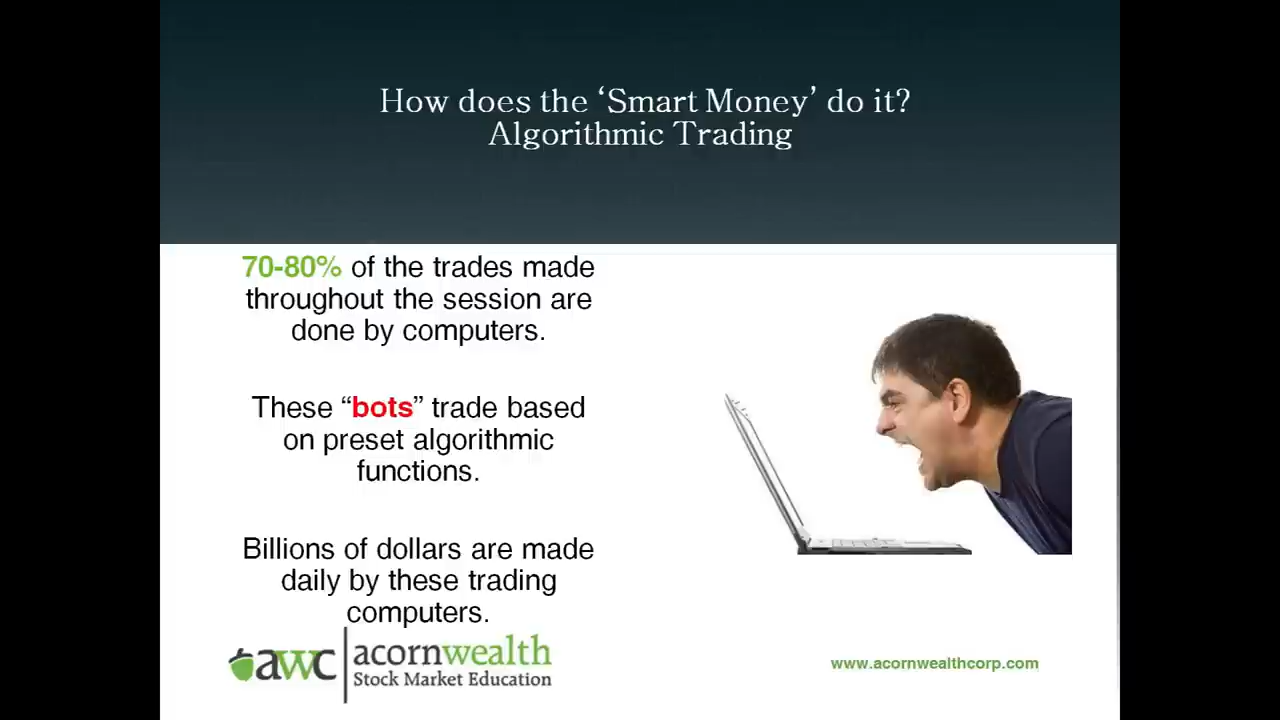 How does the ‘Smart Money’ do it?
Algorithmic Trading
70-80% of the trades made
throughout the session are
done by computers.
These “bots” trade based
on preset algorithmic
functions.
Billions of dollars are made
daily by these trading
computers.
awc
acornwealth
Stock Market Education
www.acornwealthcorp.com